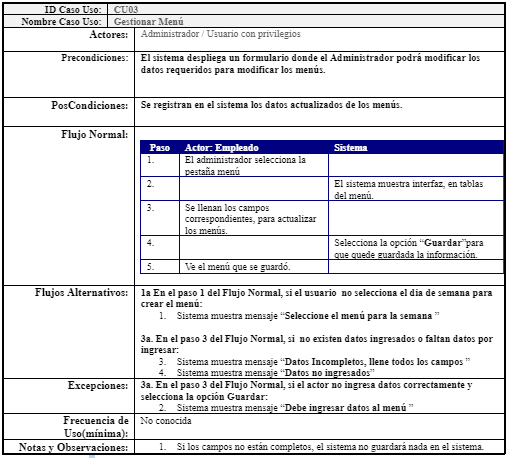 ID Caso Uso: CU03
Nombre Caso Uso: Gestionar Menú
Actores: Administrador / Usuario con privilegios
Precondiciones: El sistema despliega un formulario donde el Administrador podrá modificar los
datos requeridos para modificar los menús.
PosCondiciones: Se registran en el sistema los datos actualizados de los menús.
Flujo Normal:
Paso Actor: Empleado Sistema
1. El administrador selecciona la
pestaña menú
2. El sistema muestra interfaz, en tablas
del menú.
3. Se llenan los campos
correspondientes, para actualizar
los menús.
4. Selecciona la opción “Guardar”para
que quede guardada la información.
5. Ve el menú que se guardó.
Flujos Alternativos: 1a En el paso 1 del Flujo Normal, si el usuario no selecciona el día de semana para
crear el menú:
1. Sistema muestra mensaje “Seleccione el menú para la semana ”
3a. En el paso 3 del Flujo Normal, si no existen datos ingresados o faltan datos por
ingresar:
3. Sistema muestra mensaje “Datos Incompletos, llene todos los campos ”
4. Sistema muestra mensaje “Datos no ingresados”
Excepciones: 3a. En el paso 3 del Flujo Normal, si el actor no ingresa datos correctamente y
selecciona la opción Guardar:
2. Sistema muestra mensaje “Debe ingresar datos al menú ”
Frecuencia de No conocida
Uso(mínima):
Notas y Observaciones: 1. Si los campos no están completos, el sistema no guardará nada en el sistema.